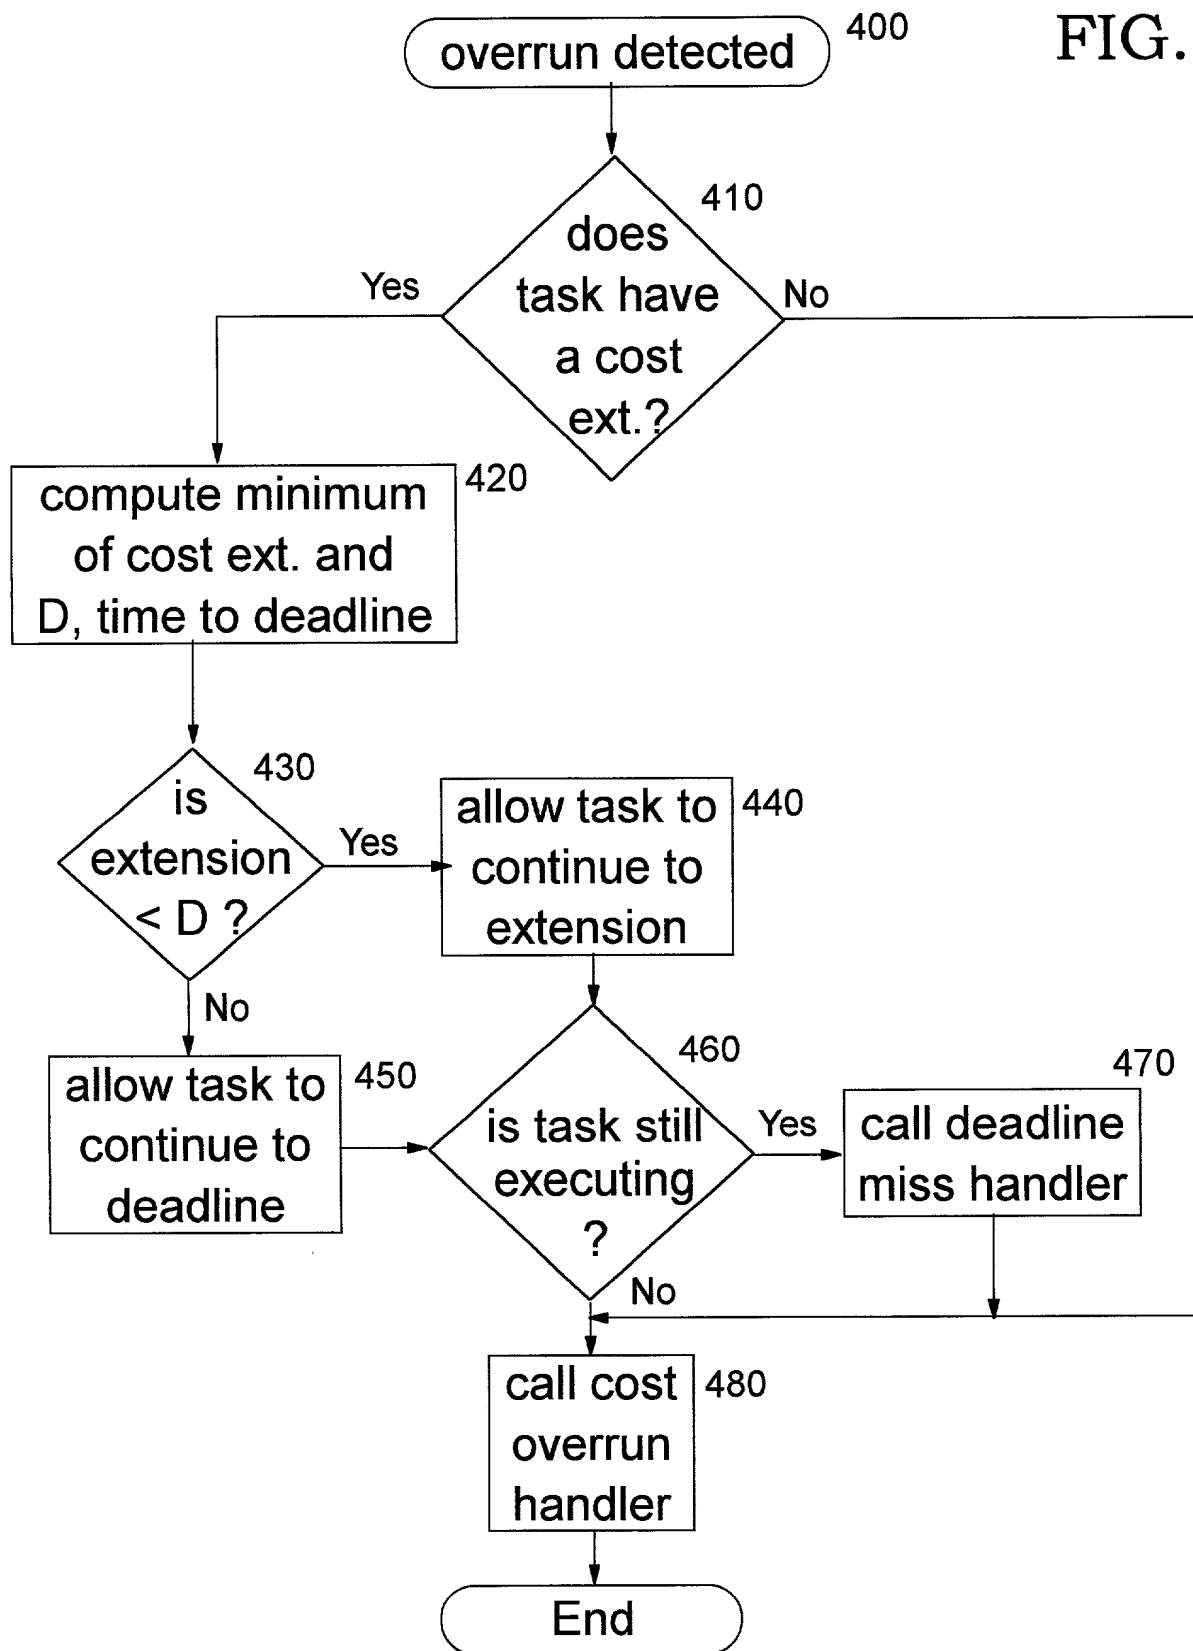 FIG.
overrun detected
400
410
does
task have
a cost
ext.?
Yes
No
420
compute minimum
of cost ext. and
D, time to deadline
430
is
extension
< D ?
Yes
No
440
allow task to
continue to
extension
450
allow task to
continue to
deadline
460
is task still
executing
?
Yes
No
470
call deadline
miss handler
480
call cost
overrun
handler
End